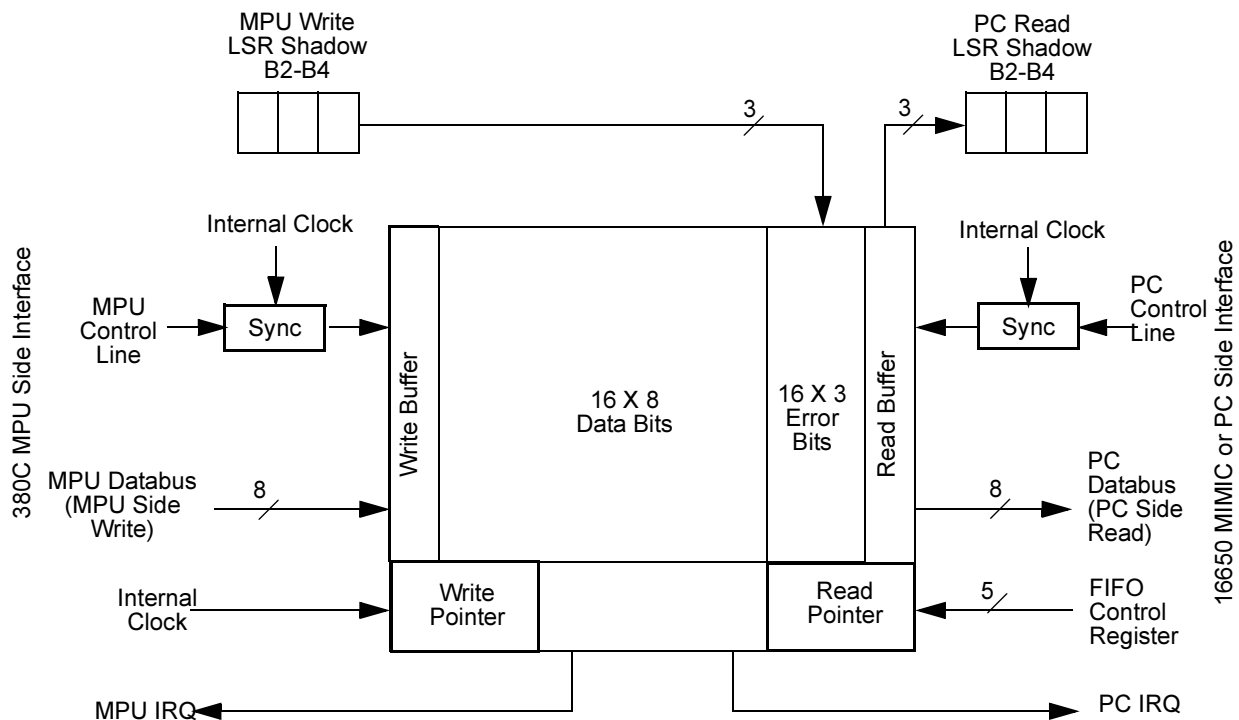 MPU Write
LSR Shadow
B2-B4
PC Read
LSR Shadow
B2-B4
3
3
Internal Clock
Internal Clock
380C MPU Side Interface
MPU
Control
Line
Sync
Write Buffer
16 X 8
Data Bits
16 X 3
Error
Bits
Read Buffer
Sync
PC
Control
Line
16650 MIMIC or PC Side Interface
MPU Databus
(MPU Side
Write)
8
8
PC
Databus
(PC Side
Read)
Internal
Clock
Write
Pointer
Read
Pointer
5
FIFO
Control
Register
MPU IRQ
PC IRQ